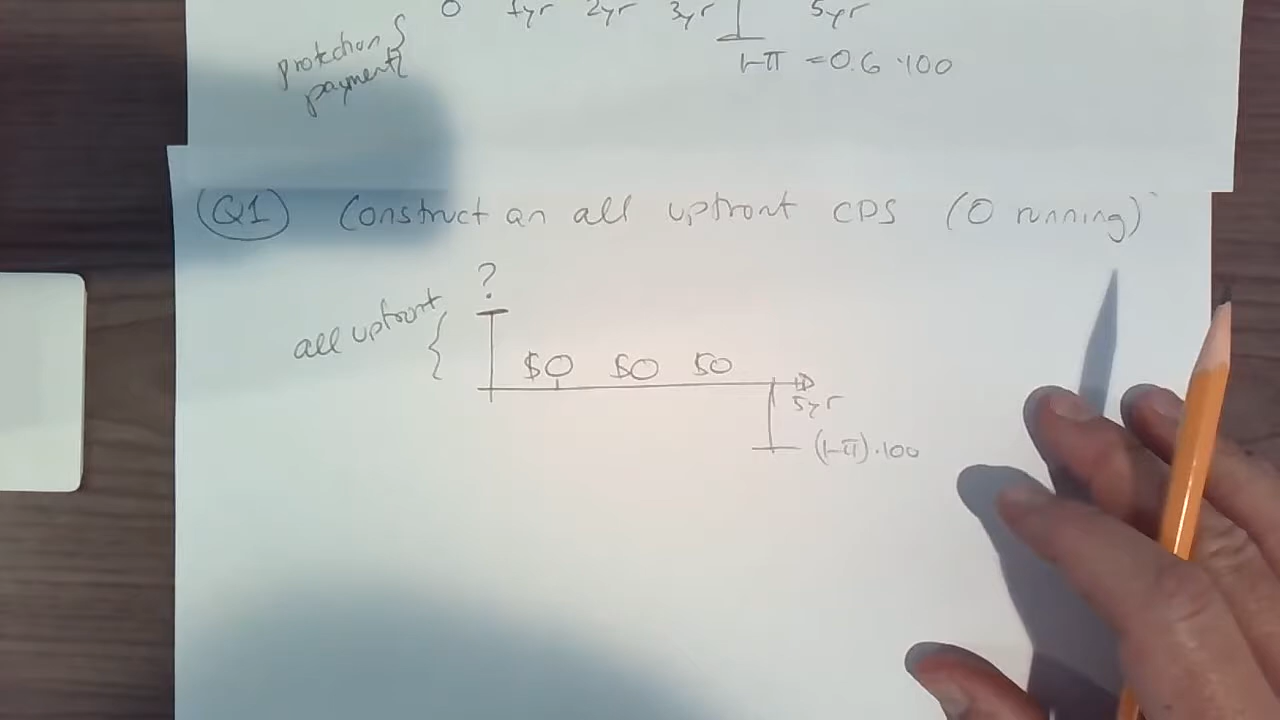 0 1yr 2yr 3yr 5yr
protection
payment
1-π = 0.6 · 100
Q1 Construct an all upfront CDS (0 running)
?
all upfront
$0 $0 $0
5yr
(1-π)·100